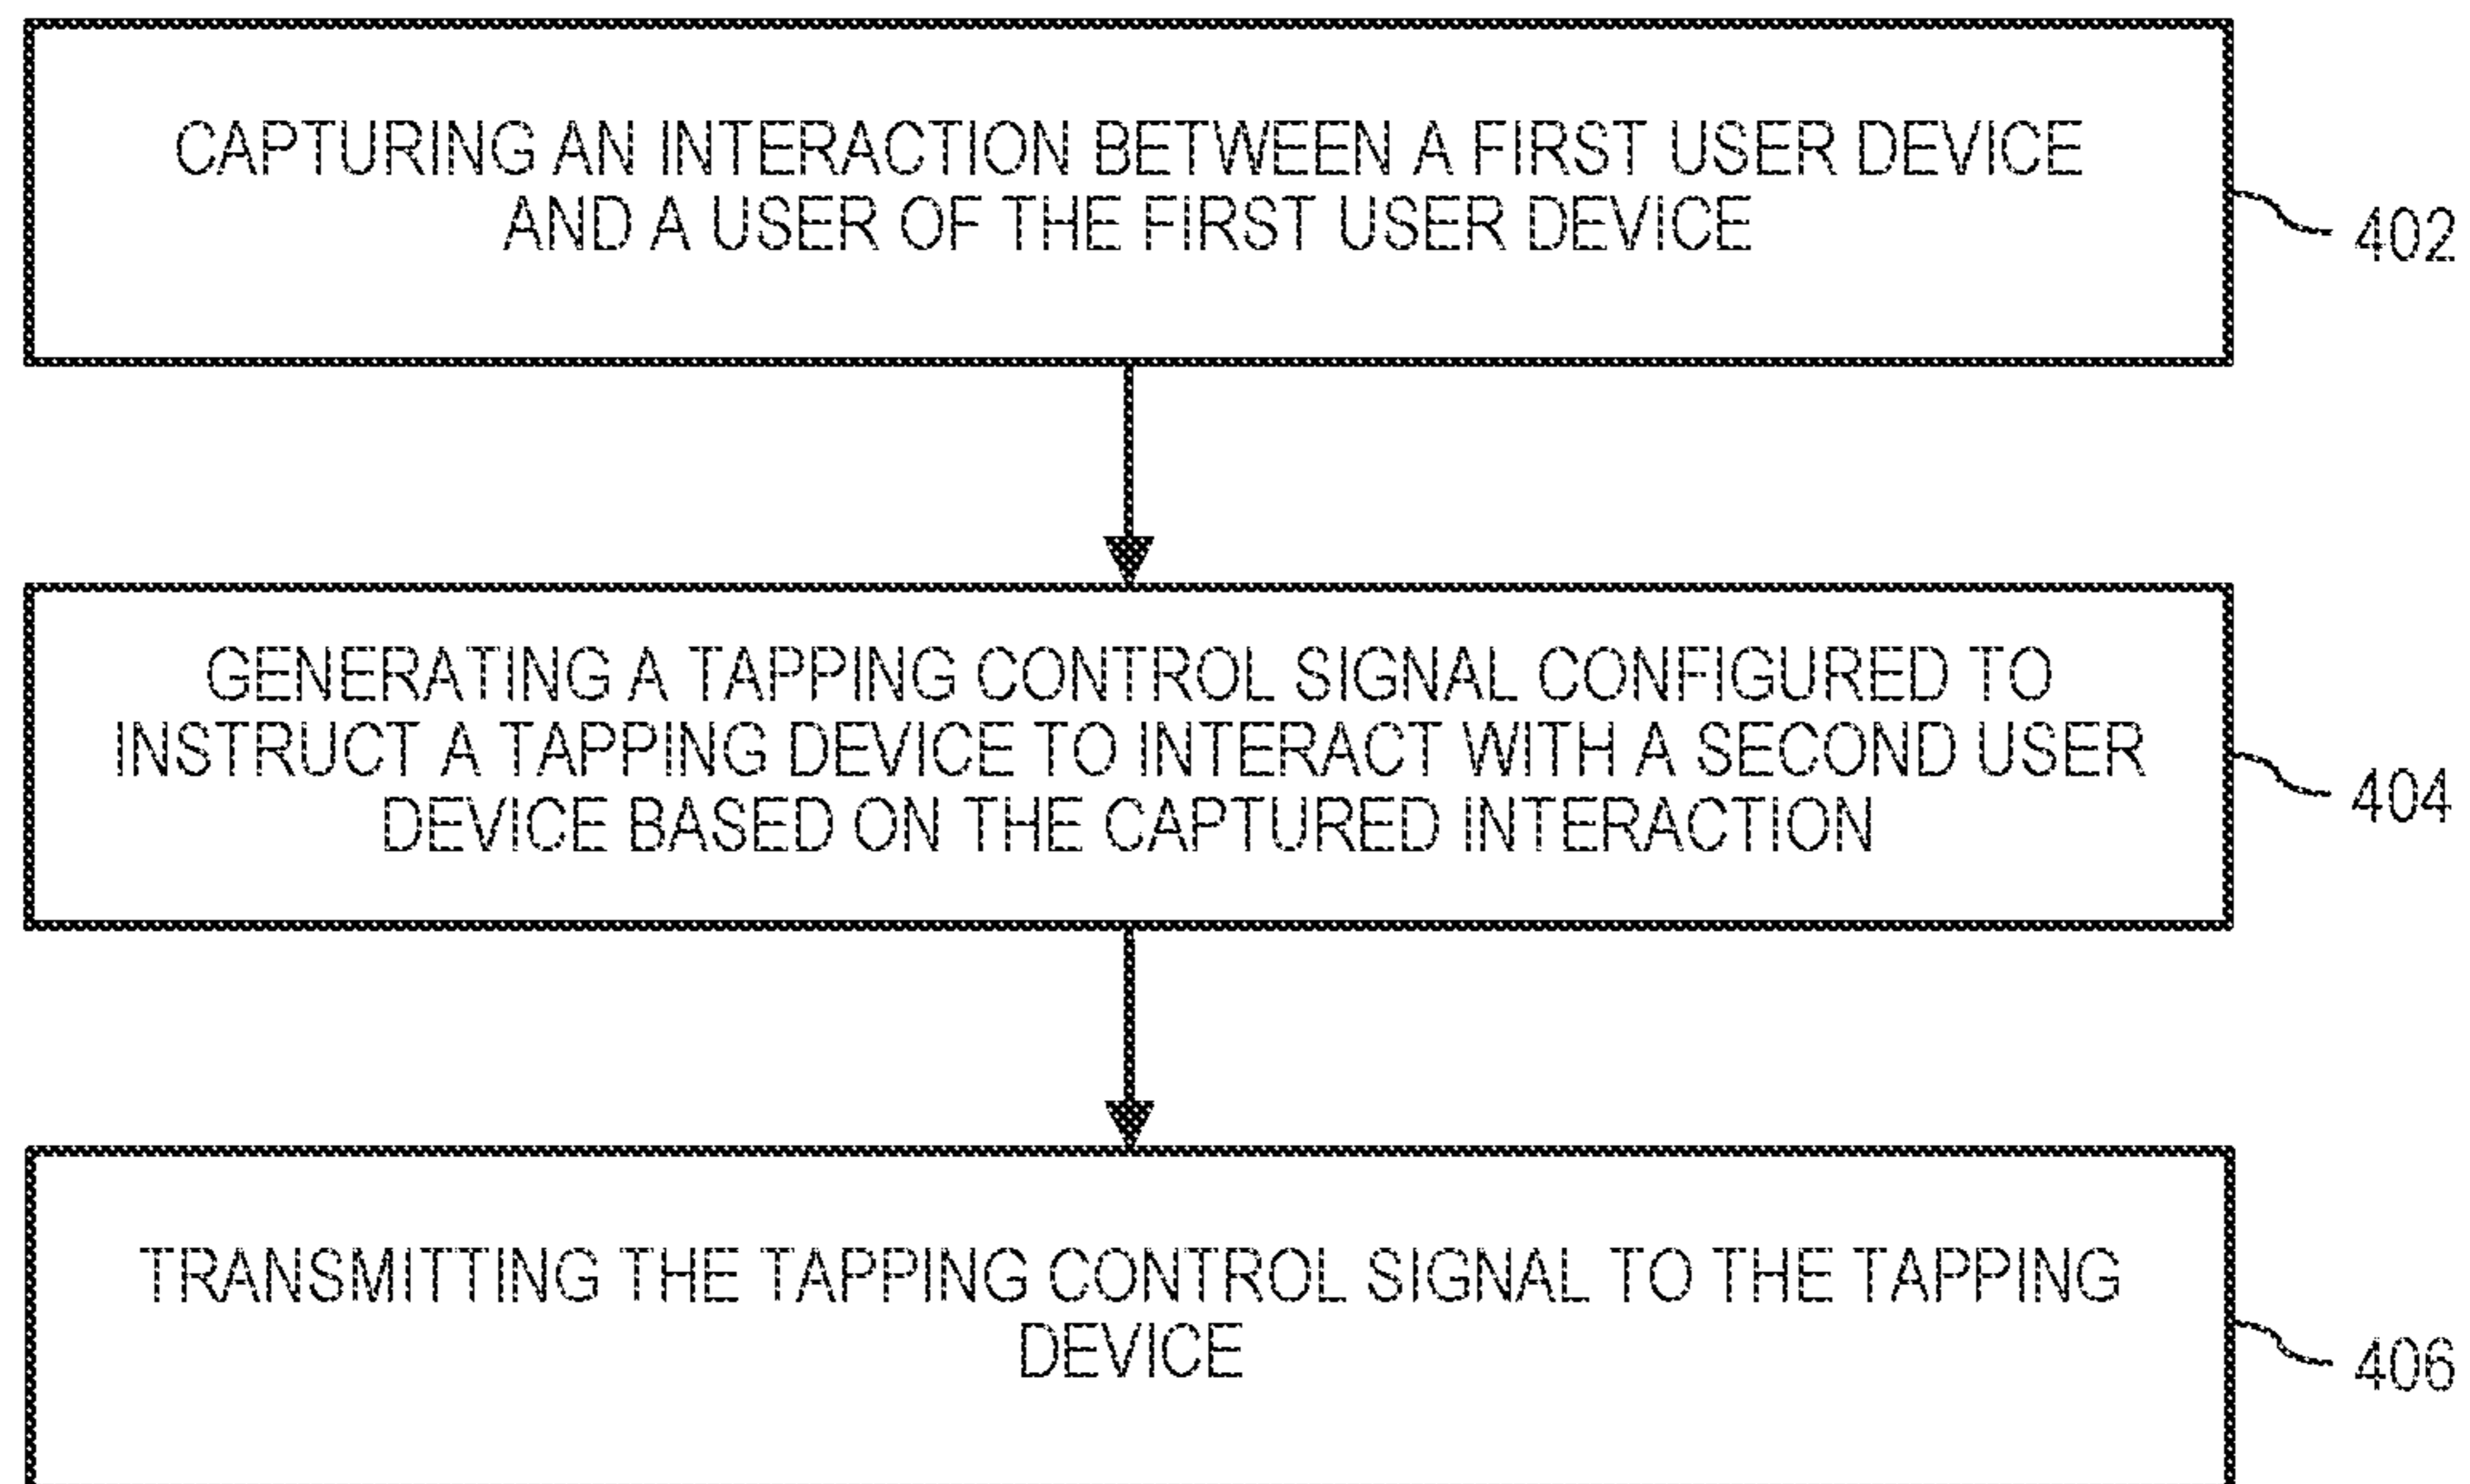 CAPTURING AN INTERACTION BETWEEN A FIRST USER DEVICE
AND A USER OF THE FIRST USER DEVICE
402
GENERATING A TAPPING CONTROL SIGNAL CONFIGURED TO
INSTRUCT A TAPPING DEVICE TO INTERACT WITH A SECOND USER
DEVICE BASED ON THE CAPTURED INTERACTION
404
TRANSMITTING THE TAPPING CONTROL SIGNAL TO THE TAPPING
DEVICE
406